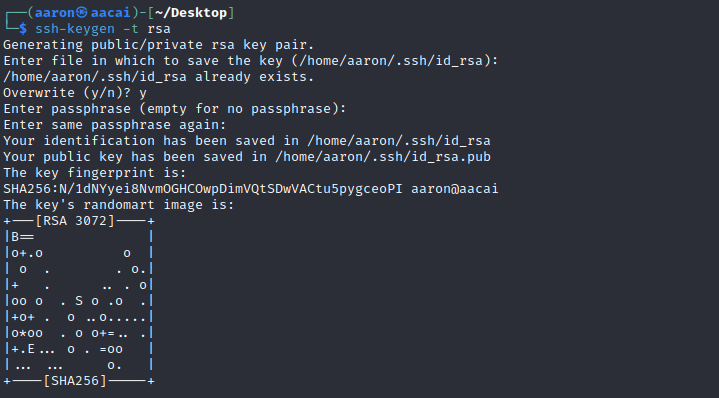 ┌──(aaron㉿aacai)-[~/Desktop]
└─$ ssh-keygen -t rsa
Generating public/private rsa key pair.
Enter file in which to save the key (/home/aaron/.ssh/id_rsa):
/home/aaron/.ssh/id_rsa already exists.
Overwrite (y/n)? y
Enter passphrase (empty for no passphrase):
Enter same passphrase again:
Your identification has been saved in /home/aaron/.ssh/id_rsa
Your public key has been saved in /home/aaron/.ssh/id_rsa.pub
The key fingerprint is:
SHA256:N/1dNYyei8NvmOGHCOwpDimVQtSDwVACtu5pygceoPI aaron@aacai
The key's randomart image is:
+---[RSA 3072]----+
|B==              |
|o+.o          o  |
| o  .        . o.|
|+    .      .. . o|
|oo o  . S o .o  .|
|+o+ .  o ..o.....|
|o*oo  . o o+=.. .|
|+.E... o . =oo   |
|... ...     o.   |
+----[SHA256]-----+